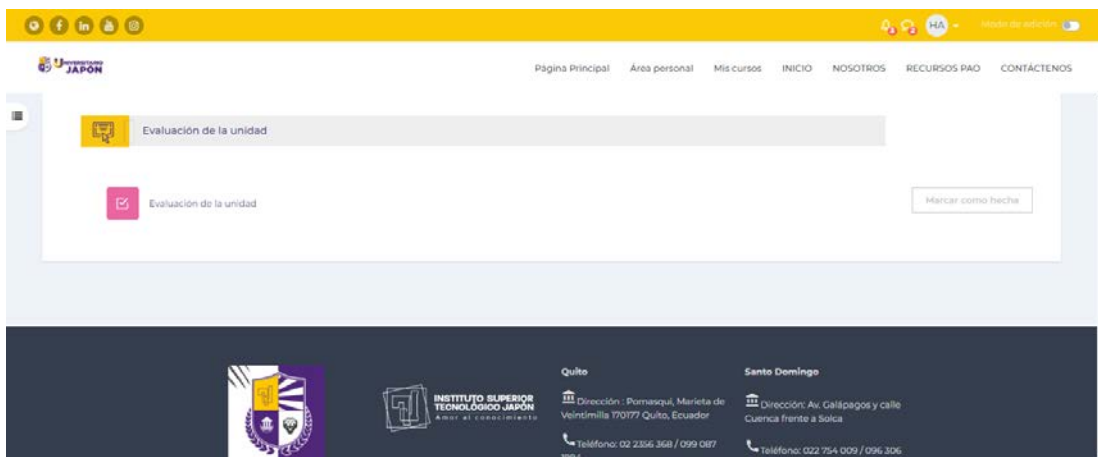 HA
Modo de edición
UNIVERSITARIO
JAPÓN
Página Principal Área personal Mis cursos INICIO NOSOTROS RECURSOS PAO CONTÁCTENOS
Evaluación de la unidad
Evaluación de la unidad
Marcar como hecha
INSTITUTO SUPERIOR
TECNOLÓGICO JAPÓN
Amor al conocimiento
Quito
Dirección : Pomasqui, Marieta de
Veintimilla 170177 Quito, Ecuador
Teléfono: 02 2356 368 / 099 087
Santo Domingo
Dirección: Av. Galápagos y calle
Cuenca frente a Solca
Teléfono: 022 754 009 / 096 306